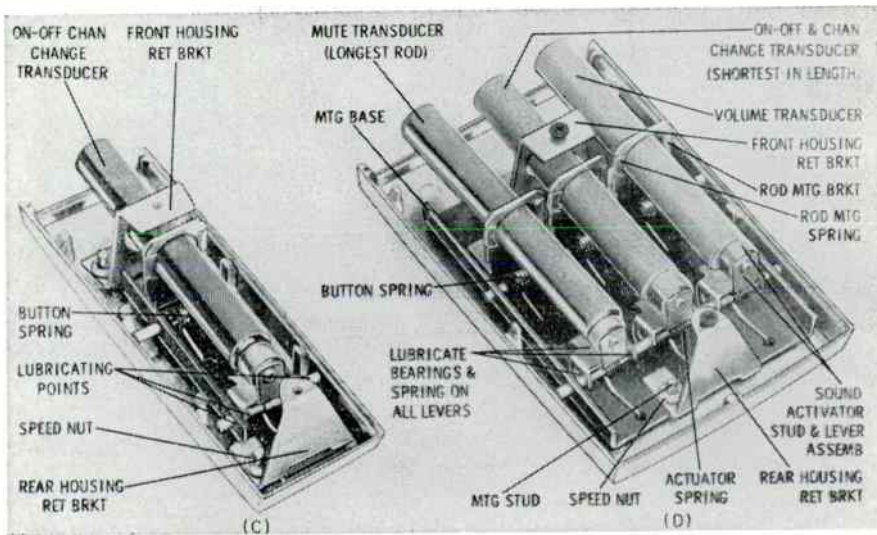 ON-OFF CHAN
CHANGE
TRANSDUCER
FRONT HOUSING
RET BRKT
BUTTON
SPRING
LUBRICATING
POINTS
SPEED NUT
REAR HOUSING
RET BRKT
(C)
MUTE TRANSDUCER
(LONGEST ROD)
ON-OFF & CHAN
CHANGE TRANSDUCER
(SHORTEST IN LENGTH,
MTG BASE
VOLUME TRANSDUCER
FRONT HOUSING
RET BRKT
ROD MTG BRKT
ROD MTG
SPRING
BUTTON SPRING
LUBRICATE
BEARINGS &
SPRING ON
ALL LEVERS
SOUND
ACTIVATOR
STUD & LEVER
ASSEMB
MTG STUD
SPEED NUT
ACTUATOR
SPRING
REAR HOUSING
RET BRKT
(D)